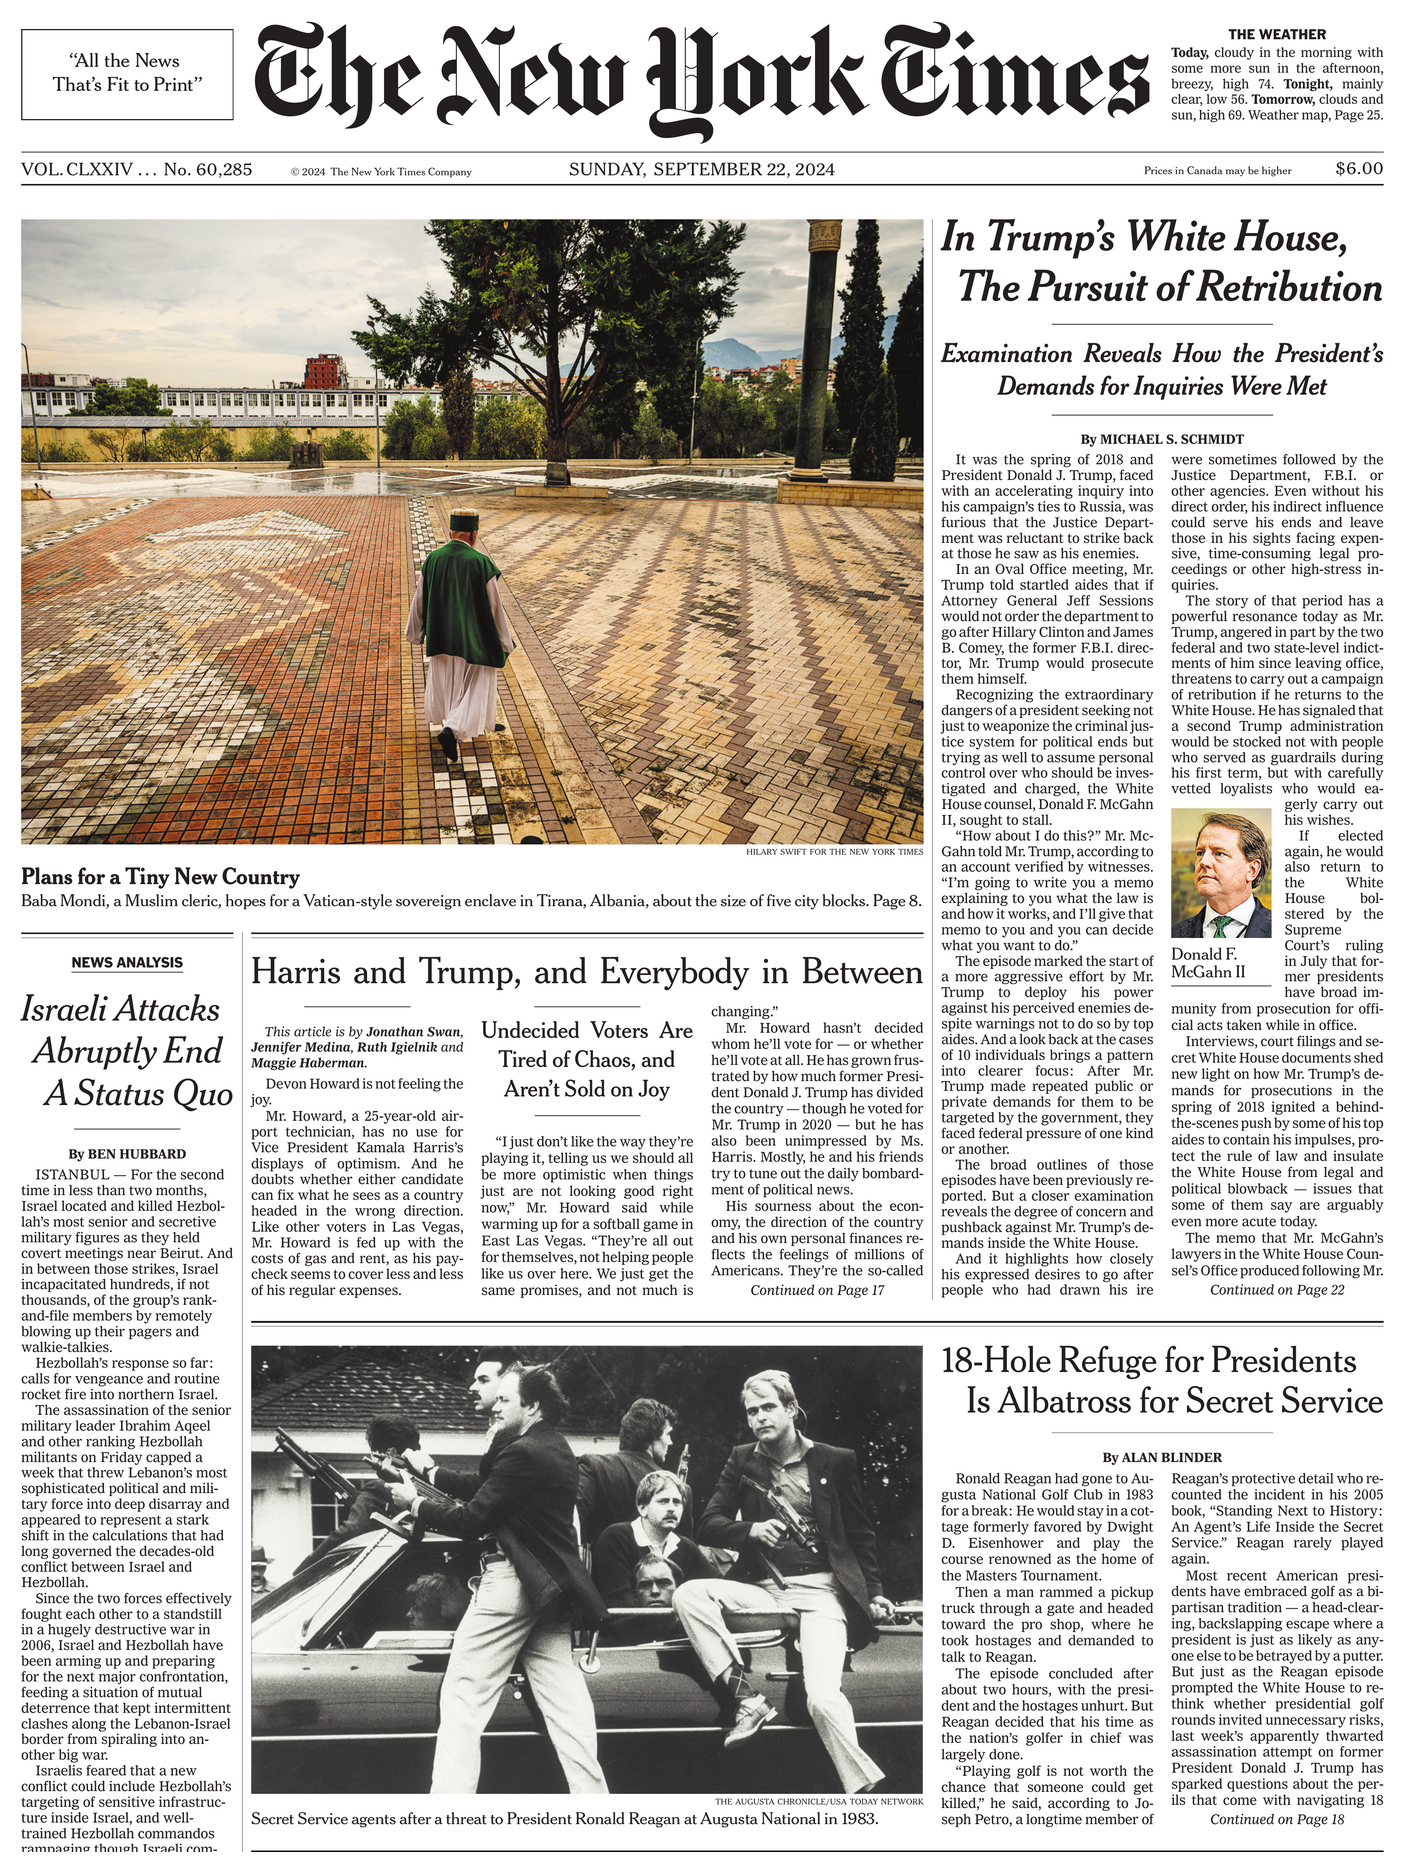 "All the News
That's Fit to Print"
The New York Times
THE WEATHER
Today, cloudy in the morning with
some more sun in the afternoon,
breezy, high 74. Tonight, mainly
clear, low 56. Tomorrow, clouds and
sun, high 69. Weather map, Page 25.
VOL. CLXXIV ... No. 60,285
© 2024 The New York Times Company
SUNDAY, SEPTEMBER 22, 2024
Prices in Canada may be higher
$6.00
HILARY SWIFT FOR THE NEW YORK TIMES
Plans for a Tiny New Country
Baba Mondi, a Muslim cleric, hopes for a Vatican-style sovereign enclave in Tirana, Albania, about the size of five city blocks. Page 8.
In Trump's White House,
The Pursuit of Retribution
Examination Reveals How the President's
Demands for Inquiries Were Met
By MICHAEL S. SCHMIDT
It was the spring of 2018 and
President Donald J. Trump, faced
with an accelerating inquiry into
his campaign's ties to Russia, was
furious that the Justice Depart-
ment was reluctant to strike back
at those he saw as his enemies.
In an Oval Office meeting, Mr.
Trump told startled aides that if
Attorney General Jeff Sessions
would not order the department to
go after Hillary Clinton and James
B. Comey, the former F.B.I. direc-
tor, Mr. Trump would prosecute
them himself.
Recognizing the extraordinary
dangers of a president seeking not
just to weaponize the criminal jus-
tice system for political ends but
trying as well to assume personal
control over who should be inves-
tigated and charged, the White
House counsel, Donald F. McGahn
II, sought to stall.
"How about I do this?" Mr. Mc-
Gahn told Mr. Trump, according to
an account verified by witnesses.
"I'm going to write you a memo
explaining to you what the law is
and how it works, and I'll give that
memo to you and you can decide
what you want to do."
The episode marked the start of
a more aggressive effort by Mr.
Trump to deploy his power
against his perceived enemies de-
spite warnings not to do so by top
aides. And a look back at the cases
of 10 individuals brings a pattern
into clearer focus: After Mr.
Trump made repeated public or
private demands for them to be
targeted by the government, they
faced federal pressure of one kind
or another.
The broad outlines of those
episodes have been previously re-
ported. But a closer examination
reveals the degree of concern and
pushback against Mr. Trump's de-
mands inside the White House.
And it highlights how closely
his expressed desires to go after
people who had drawn his ire
were sometimes followed by the
Justice Department, F.B.I. or
other agencies. Even without his
direct order, his indirect influence
could serve his ends and leave
those in his sights facing expen-
sive, time-consuming legal pro-
ceedings or other high-stress in-
quiries.
The story of that period has a
powerful resonance today as Mr.
Trump, angered in part by the two
federal and two state-level indict-
ments of him since leaving office,
threatens to carry out a campaign
of retribution if he returns to the
White House. He has signaled that
a second Trump administration
would be stocked not with people
who served as guardrails during
his first term, but with carefully
vetted loyalists who would ea-
gerly carry out
his wishes.
If elected
again, he would
also return to
the White
House bol-
stered by the
Supreme
Court's ruling
in July that for-
mer presidents
have broad im-
Donald F.
McGahn II
munity from prosecution for offi-
cial acts taken while in office.
Interviews, court filings and se-
cret White House documents shed
new light on how Mr. Trump's de-
mands for prosecutions in the
spring of 2018 ignited a behind-
the-scenes push by some of his top
aides to contain his impulses, pro-
tect the rule of law and insulate
the White House from legal and
political blowback — issues that
some of them say are arguably
even more acute today.
The memo that Mr. McGahn's
lawyers in the White House Coun-
sel's Office produced following Mr.
Continued on Page 22
NEWS ANALYSIS
Israeli Attacks
Abruptly End
A Status Quo
By BEN HUBBARD
ISTANBUL — For the second
time in less than two months,
Israel located and killed Hezbol-
lah's most senior and secretive
military figures as they held
covert meetings near Beirut. And
in between those strikes, Israel
incapacitated hundreds, if not
thousands, of the group's rank-
and-file members by remotely
blowing up their pagers and
walkie-talkies.
Hezbollah's response so far:
calls for vengeance and routine
rocket fire into northern Israel.
The assassination of the senior
military leader Ibrahim Aqeel
and other ranking Hezbollah
militants on Friday capped a
week that threw Lebanon's most
sophisticated political and mili-
tary force into deep disarray and
appeared to represent a stark
shift in the calculations that had
long governed the decades-old
conflict between Israel and
Hezbollah.
Since the two forces effectively
fought each other to a standstill
in a hugely destructive war in
2006, Israel and Hezbollah have
been arming up and preparing
for the next major confrontation,
feeding a situation of mutual
deterrence that kept intermittent
clashes along the Lebanon-Israel
border from spiraling into an-
other big war.
Israelis feared that a new
conflict could include Hezbollah's
targeting of sensitive infrastruc-
ture inside Israel, and well-
trained Hezbollah commandos
rampaging though Israeli com-
Harris and Trump, and Everybody in Between
This article is by Jonathan Swan,
Jennifer Medina, Ruth Igielnik and
Maggie Haberman.
Devon Howard is not feeling the
joy.
Mr. Howard, a 25-year-old air-
port technician, has no use for
Vice President Kamala Harris's
displays of optimism. And he
doubts whether either candidate
can fix what he sees as a country
headed in the wrong direction.
Like other voters in Las Vegas,
Mr. Howard is fed up with the
costs of gas and rent, as his pay-
check seems to cover less and less
of his regular expenses.
Undecided Voters Are
Tired of Chaos, and
Aren't Sold on Joy
"I just don't like the way they're
playing it, telling us we should all
be more optimistic when things
just are not looking good right
now," Mr. Howard said while
warming up for a softball game in
East Las Vegas. "They're all out
for themselves, not helping people
like us over here. We just get the
same promises, and not much is
changing."
Mr. Howard hasn't decided
whom he'll vote for — or whether
he'll vote at all. He has grown frus-
trated by how much former Presi-
dent Donald J. Trump has divided
the country — though he voted for
Mr. Trump in 2020 — but he has
also been unimpressed by Ms.
Harris. Mostly, he and his friends
try to tune out the daily bombard-
ment of political news.
His sourness about the econ-
omy, the direction of the country
and his own personal finances re-
flects the feelings of millions of
Americans. They're the so-called
Continued on Page 17
THE AUGUSTA CHRONICLE/USA TODAY NETWORK
Secret Service agents after a threat to President Ronald Reagan at Augusta National in 1983.
18-Hole Refuge for Presidents
Is Albatross for Secret Service
By ALAN BLINDER
Ronald Reagan had gone to Au-
gusta National Golf Club in 1983
for a break: He would stay in a cot-
tage formerly favored by Dwight
D. Eisenhower and play the
course renowned as the home of
the Masters Tournament.
Then a man rammed a pickup
truck through a gate and headed
toward the pro shop, where he
took hostages and demanded to
talk to Reagan.
The episode concluded after
about two hours, with the presi-
dent and the hostages unhurt. But
Reagan decided that his time as
the nation's golfer in chief was
largely done.
"Playing golf is not worth the
chance that someone could get
killed," he said, according to Jo-
seph Petro, a longtime member of
Reagan's protective detail who re-
counted the incident in his 2005
book, "Standing Next to History:
An Agent's Life Inside the Secret
Service." Reagan rarely played
again.
Most recent American presi-
dents have embraced golf as a bi-
partisan tradition — a head-clear-
ing, backslapping escape where a
president is just as likely as any-
one else to be betrayed by a putter.
But just as the Reagan episode
prompted the White House to re-
think whether presidential golf
rounds invited unnecessary risks,
last week's apparently thwarted
assassination attempt on former
President Donald J. Trump has
sparked questions about the per-
ils that come with navigating 18
Continued on Page 18